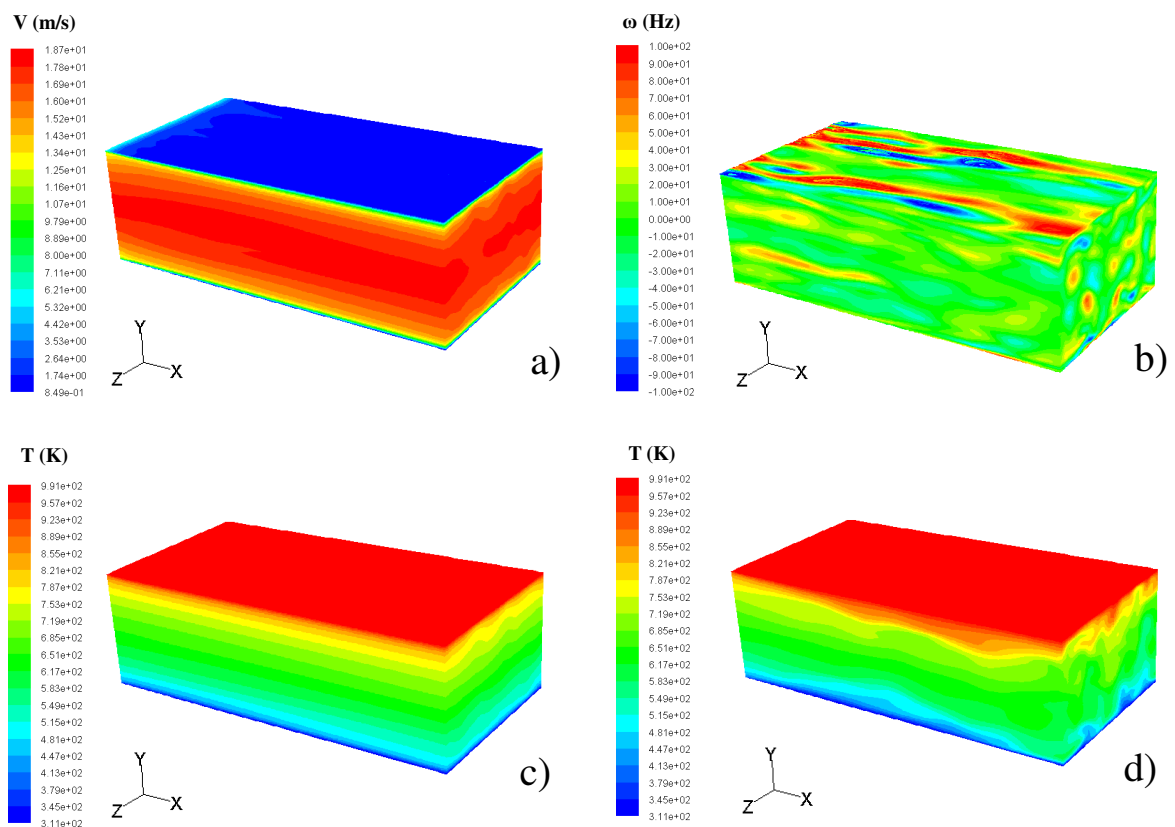 V (m/s)
1.87e+01
1.78e+01
1.69e+01
1.60e+01
1.52e+01
1.43e+01
1.34e+01
1.25e+01
1.16e+01
1.07e+01
9.79e+00
8.89e+00
8.00e+00
7.11e+00
6.21e+00
5.32e+00
4.42e+00
3.53e+00
2.64e+00
1.74e+00
8.49e-01
Y
Z
X
a)
ω (Hz)
1.00e+02
9.00e+01
8.00e+01
7.00e+01
6.00e+01
5.00e+01
4.00e+01
3.00e+01
2.00e+01
1.00e+01
0.00e+00
-1.00e+01
-2.00e+01
-3.00e+01
-4.00e+01
-5.00e+01
-6.00e+01
-7.00e+01
-8.00e+01
-9.00e+01
-1.00e+02
Y
Z
X
b)
T (K)
9.91e+02
9.57e+02
9.23e+02
8.89e+02
8.55e+02
8.21e+02
7.87e+02
7.53e+02
7.19e+02
6.85e+02
6.51e+02
6.17e+02
5.83e+02
5.49e+02
5.15e+02
4.81e+02
4.47e+02
4.13e+02
3.79e+02
3.45e+02
3.11e+02
Y
Z
X
c)
T (K)
9.91e+02
9.57e+02
9.23e+02
8.89e+02
8.55e+02
8.21e+02
7.87e+02
7.53e+02
7.19e+02
6.85e+02
6.51e+02
6.17e+02
5.83e+02
5.49e+02
5.15e+02
4.81e+02
4.47e+02
4.13e+02
3.79e+02
3.45e+02
3.11e+02
Y
Z
X
d)